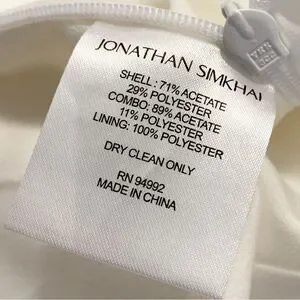 JONATHAN SIMKHAI
SHELL : 71% ACETATE
29% POLYESTER
COMBO: 89% ACETATE
11% POLYESTER
LINING: 100% POLYESTER
DRY CLEAN ONLY
RN 94992
MADE IN CHINA